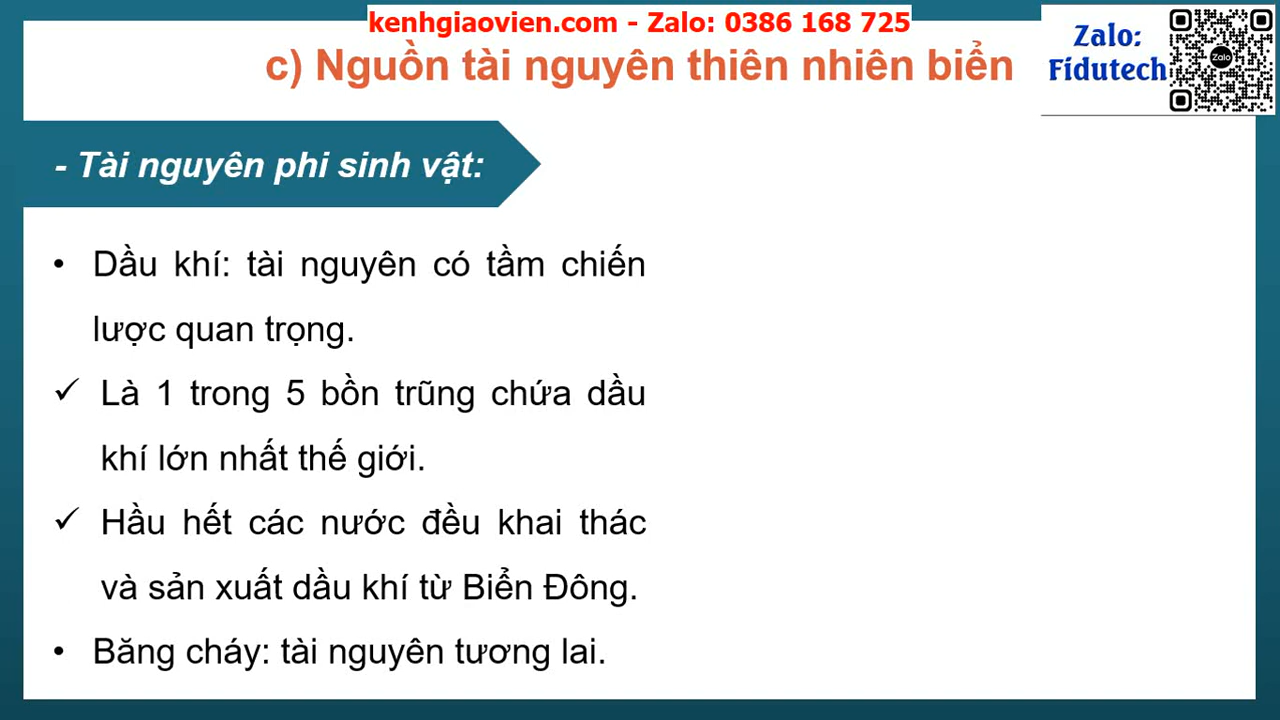 kenhgiaovien.com - Zalo: 0386 168 725
c) Nguồn tài nguyên thiên nhiên biển
Zalo:
Fidutech
Zalo
- Tài nguyên phi sinh vật:
• Dầu khí: tài nguyên có tầm chiến
lược quan trọng.
✓ Là 1 trong 5 bồn trũng chứa dầu
khí lớn nhất thế giới.
✓ Hầu hết các nước đều khai thác
và sản xuất dầu khí từ Biển Đông.
• Băng cháy: tài nguyên tương lai.